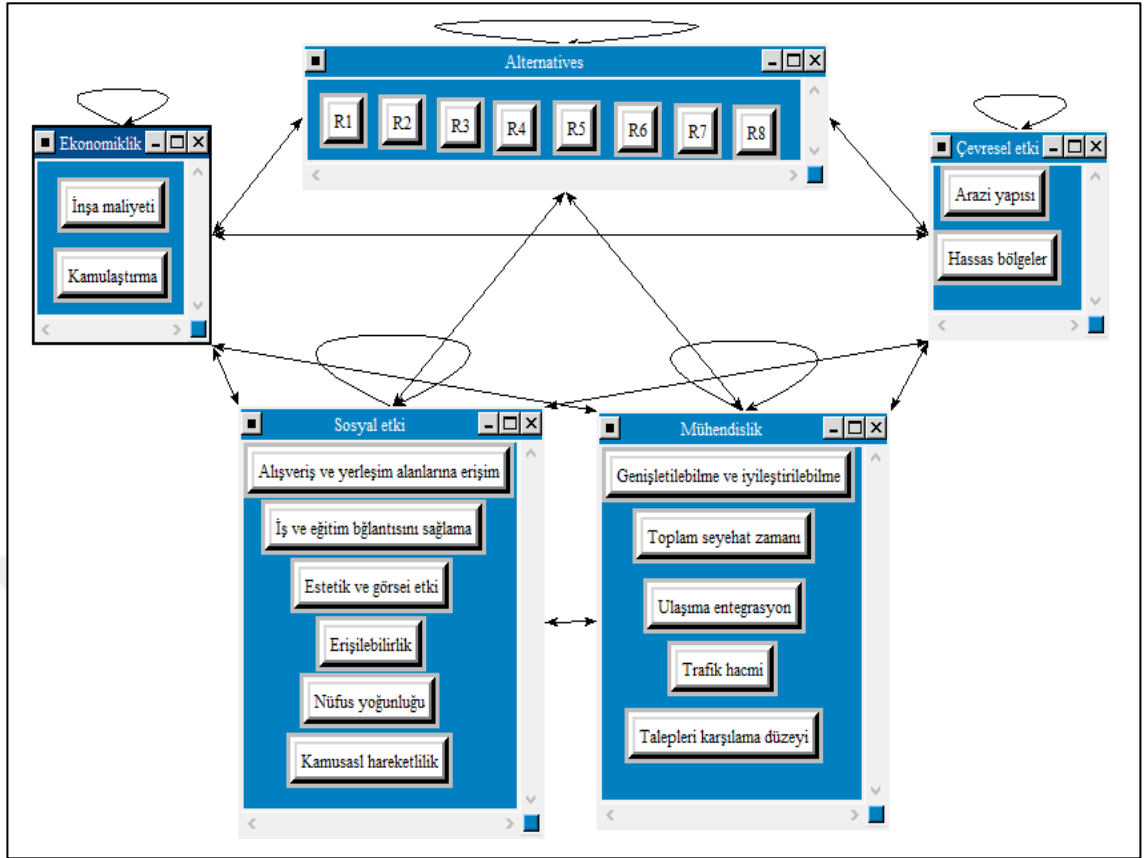 Alternatives
R1
R2
R3
R4
R5
R6
R7
R8
Ekonomiklik
İnşa maliyeti
Kamulaştırma
Çevresel etki
Arazi yapısı
Hassas bölgeler
Sosyal etki
Alışveriş ve yerleşim alanlarına erişim
İş ve eğitim bğlantısını sağlama
Estetik ve görsei etki
Erişilebilirlik
Nüfus yoğunluğu
Kamusasl hareketlilik
Mühendislik
Genişletilebilme ve iyileştirilebilme
Toplam seyehat zamanı
Ulaşıma entegrasyon
Trafik hacmi
Talepleri karşılama düzeyi